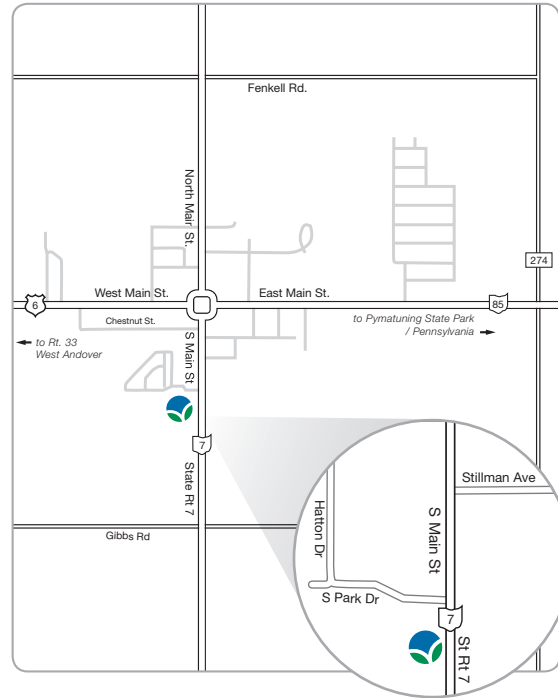 Fenkell Rd.
North Main St.
274
West Main St.
East Main St.
6
85
Chestnut St.
to Pymatuning State Park
/ Pennsylvania
to Rt. 33
West Andover
S Main St
7
State Rt 7
Gibbs Rd
Stillman Ave
Hatton Dr
S Main St
S Park Dr
7
St Rt 7